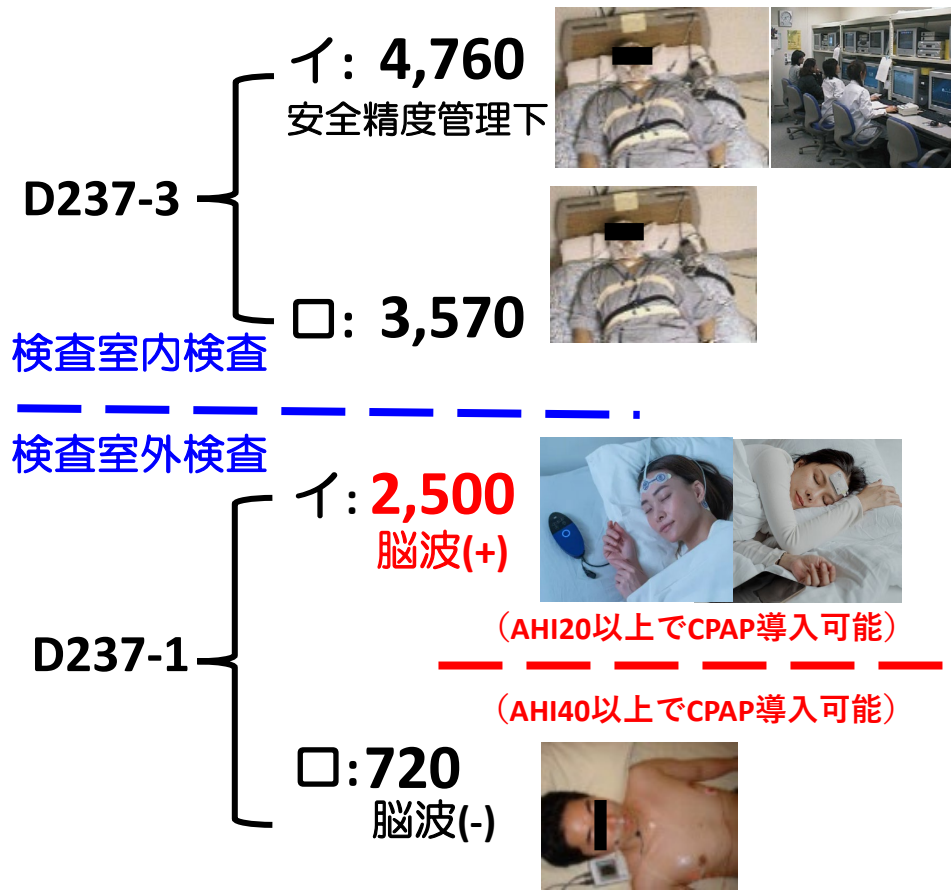 イ: 4,760
安全精度管理下
D237-3
ロ: 3,570
検査室内検査
検査室外検査
イ: 2,500
脳波(+)
（AHI20以上でCPAP導入可能）
D237-1
（AHI40以上でCPAP導入可能）
ロ: 720
脳波(-)